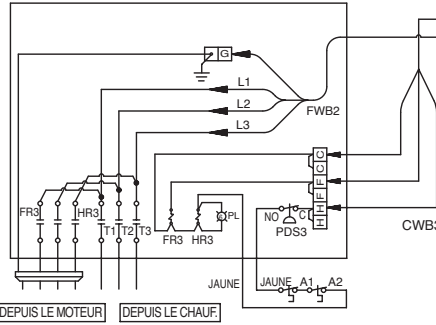 G
L1
L2
L3
FWB2
C
C
F
F
H
H
FR3
HR3
T1 T2 T3
FR3
HR3
PL
NO
C
PDS3
CWB3
JAUNE
JAUNE
A1
A2
DEPUIS LE MOTEUR
DEPUIS LE CHAUF.